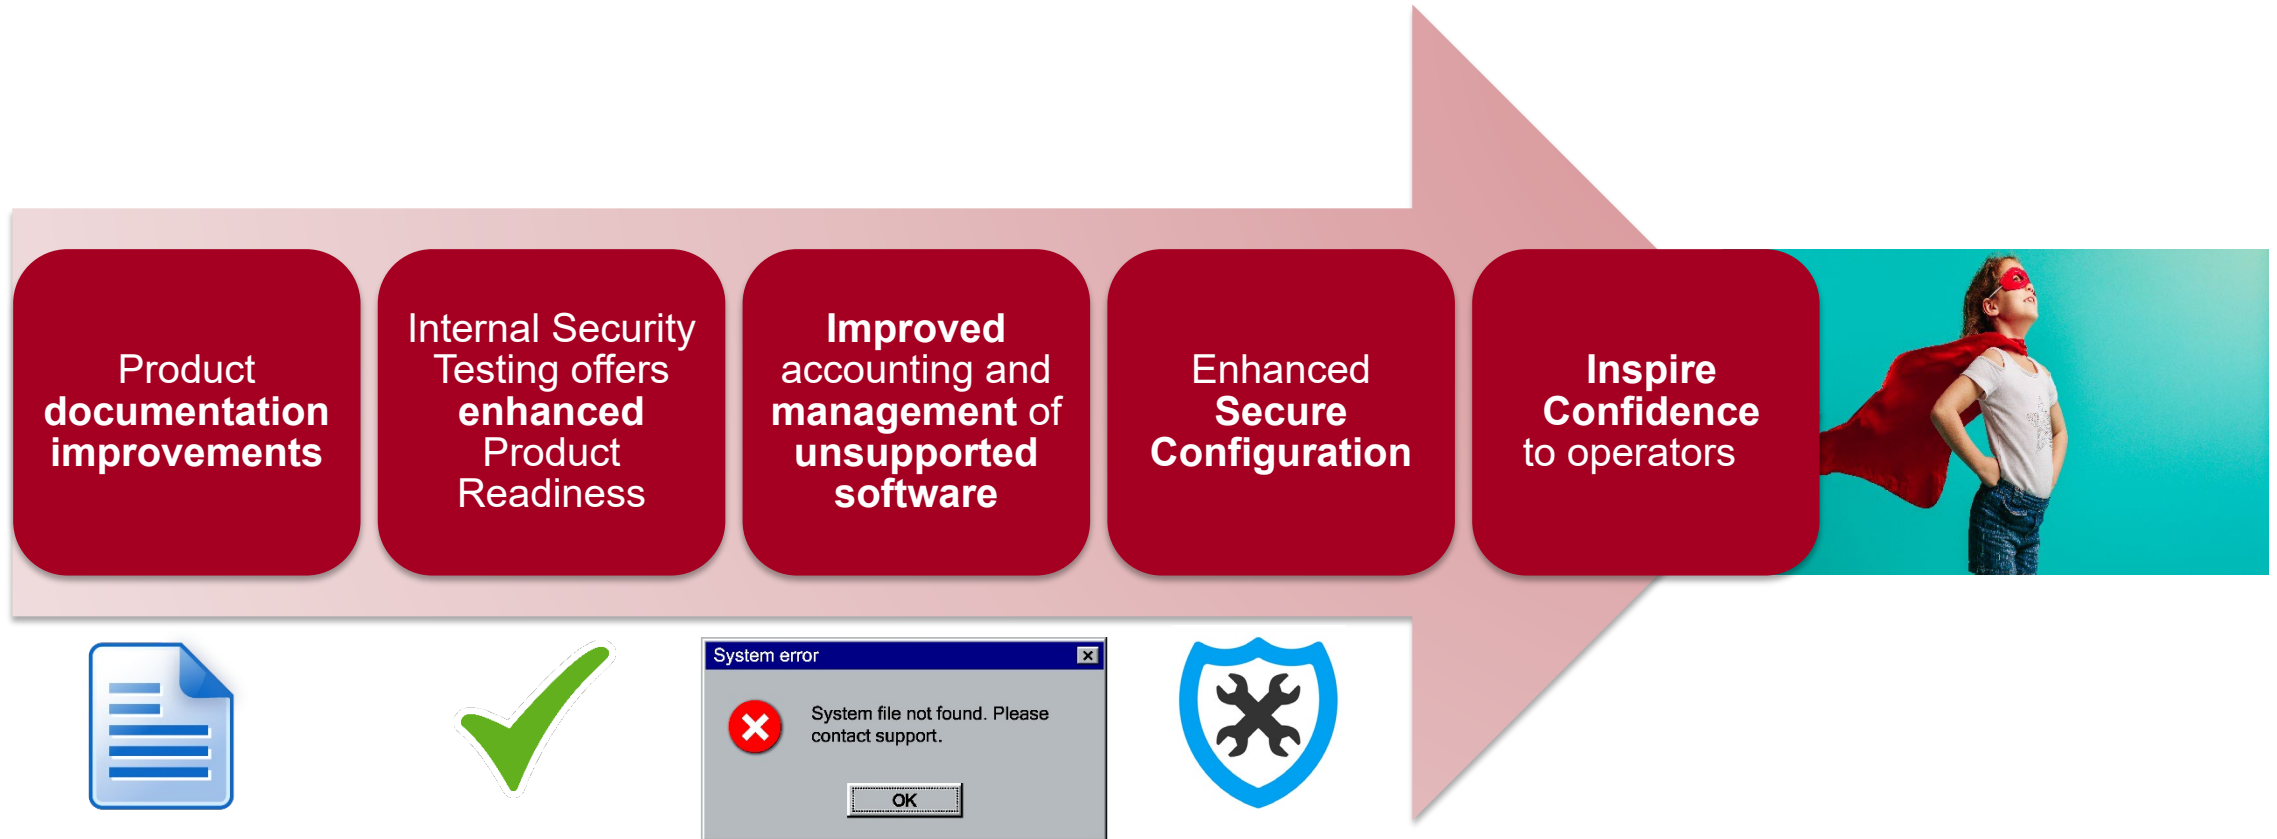 Product
documentation
improvements
Internal Security
Testing offers
enhanced
Product
Readiness
Improved
accounting and
management of
unsupported
software
Enhanced
Secure
Configuration
Inspire
Confidence
to operators
System error
System file not found. Please
contact support.
OK